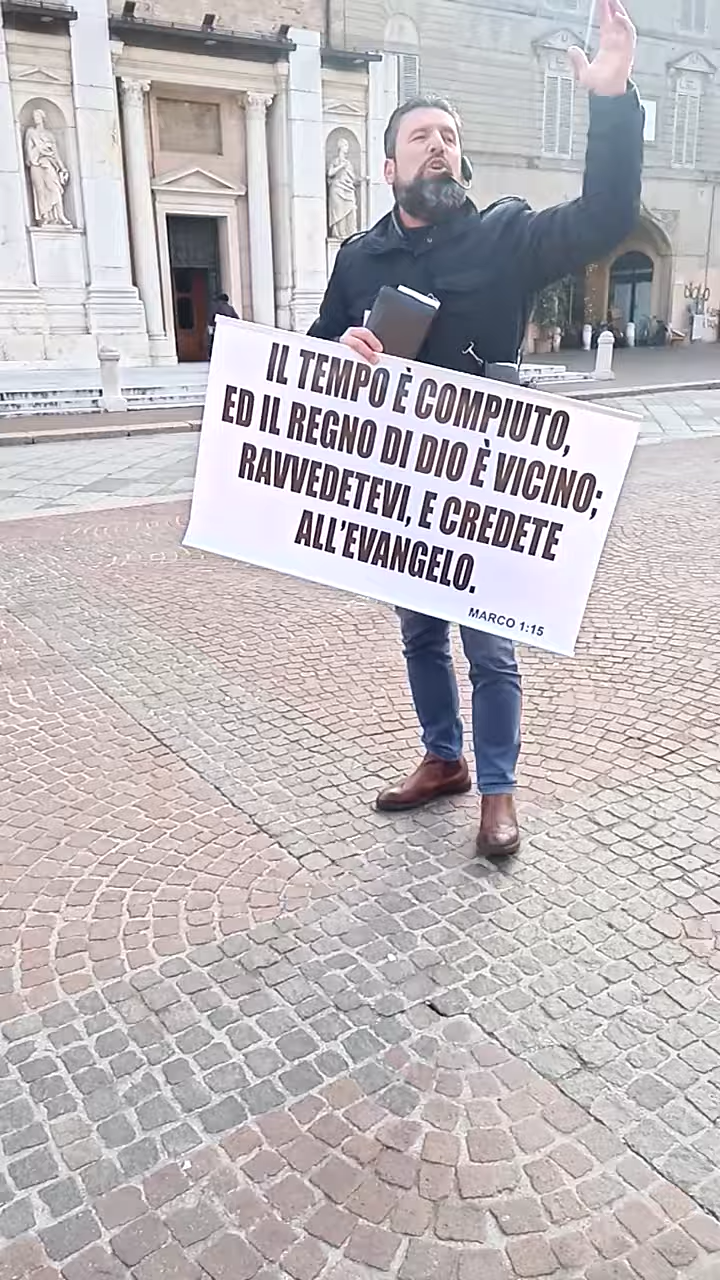 IL TEMPO È COMPIUTO,
ED IL REGNO DI DIO È VICINO;
RAVVEDETEVI, E CREDETE
ALL'EVANGELO.
MARCO 1:15